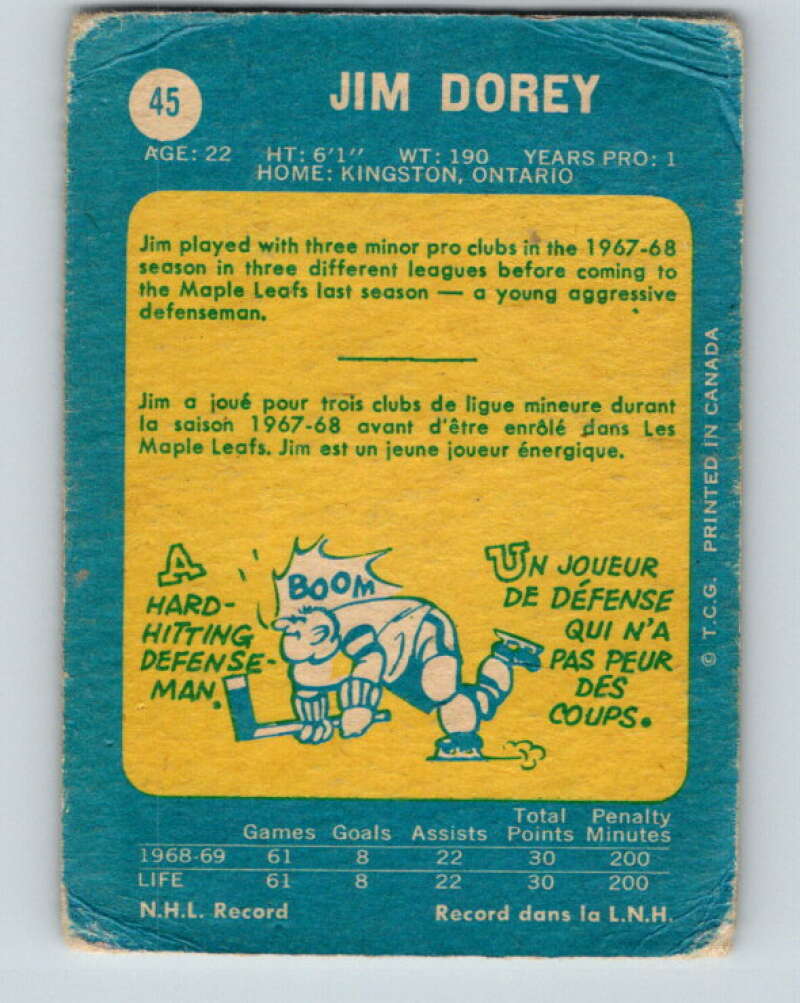 45
JIM DOREY
AGE: 22 HT: 6'1'' WT: 190 YEARS PRO: 1
HOME: KINGSTON, ONTARIO
Jim played with three minor pro clubs in the 1967-68
season in three different leagues before coming to
the Maple Leafs last season — a young aggressive
defenseman.
Jim a joué pour trois clubs de ligue mineure durant
la saison 1967-68 avant d'être enrôlé dans Les
Maple Leafs. Jim est un jeune joueur énergique.
A
HARD-
HITTING
DEFENSE-
MAN.
BOOM
UN JOUEUR
DE DÉFENSE
QUI N'A
PAS PEUR
DES
COUPS.
© T.C.G. PRINTED IN CANADA
Total Penalty
Games Goals Assists Points Minutes
1968-69 61 8 22 30 200
LIFE 61 8 22 30 200
N.H.L. Record Record dans la L.N.H.